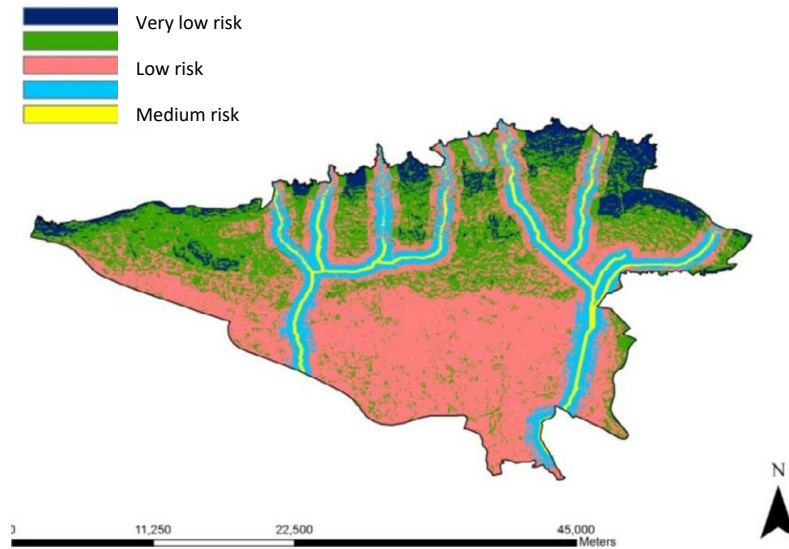 Very low risk
Low risk
Medium risk
N
0 11,250 22,500 45,000
Meters